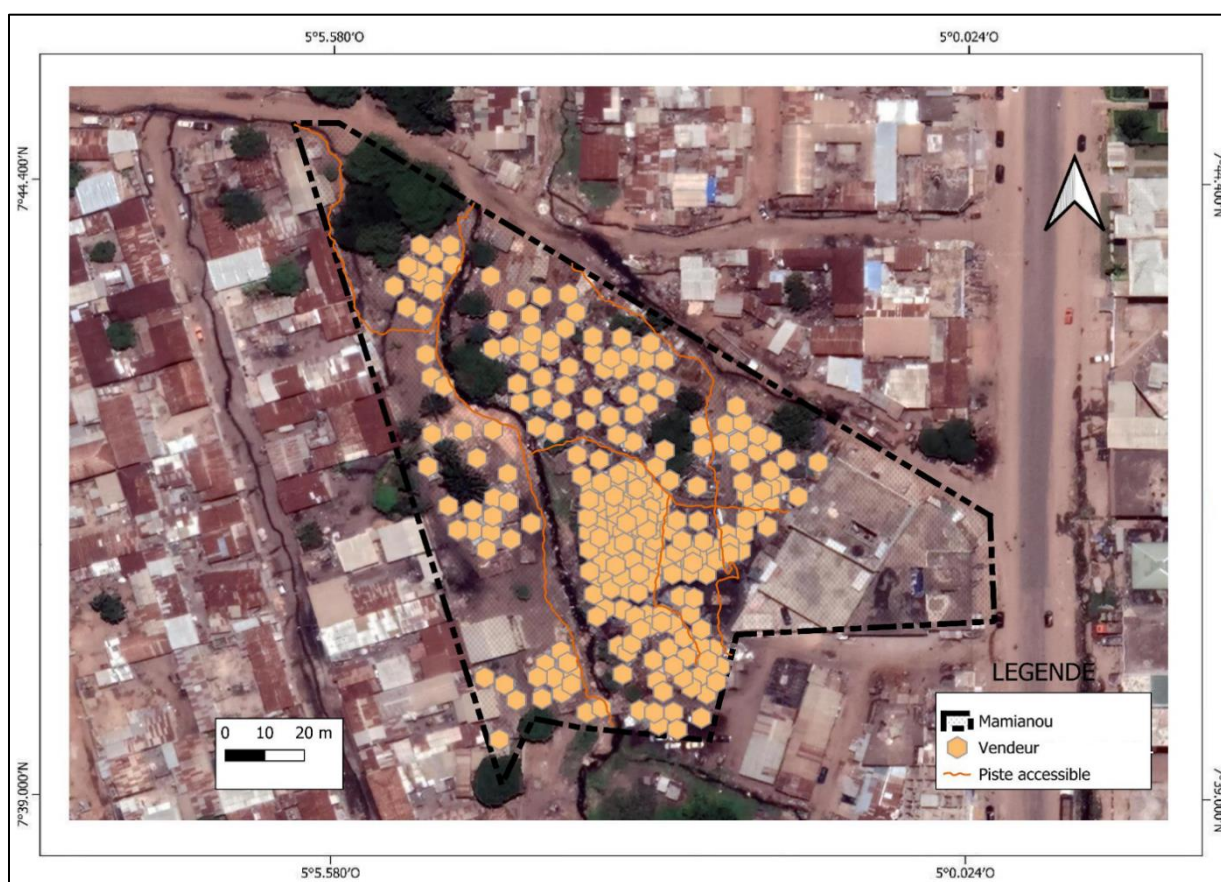 5°5.580′O 5°0.024′O
7°44.400′N 7°44.400′N
LEGENDE
Mamianou
Vendeur
Piste accessible
0 10 20 m
7°39.000′N 7°39.000′N
5°5.580′O 5°0.024′O